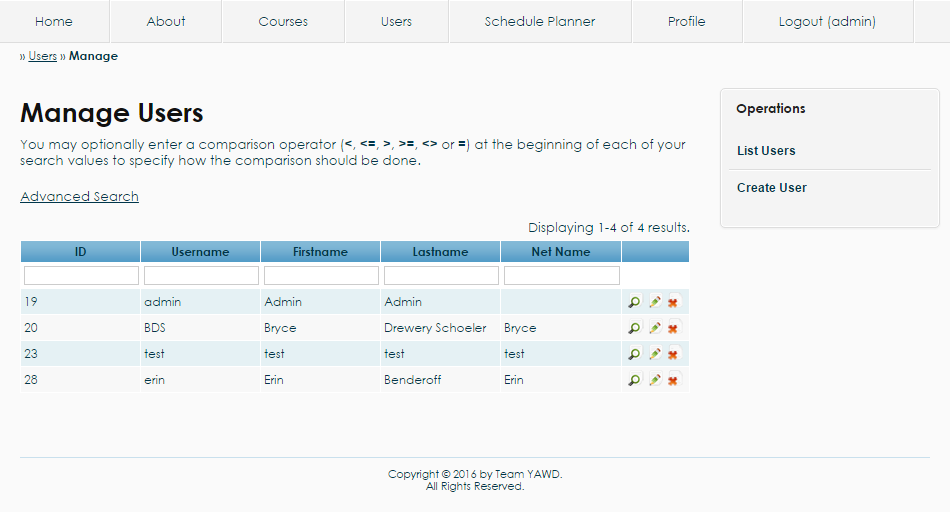 Home About Courses Users Schedule Planner Profile Logout (admin)
» Users » Manage
Manage Users
You may optionally enter a comparison operator (<, <=, >, >=, <> or =) at the beginning of each of your
search values to specify how the comparison should be done.
Advanced Search
Displaying 1-4 of 4 results.
ID Username Firstname Lastname Net Name
19 admin Admin Admin
20 BDS Bryce Drewery Schoeler Bryce
23 test test test test
28 erin Erin Benderoff Erin
Operations
List Users
Create User
Copyright © 2016 by Team YAWD.
All Rights Reserved.